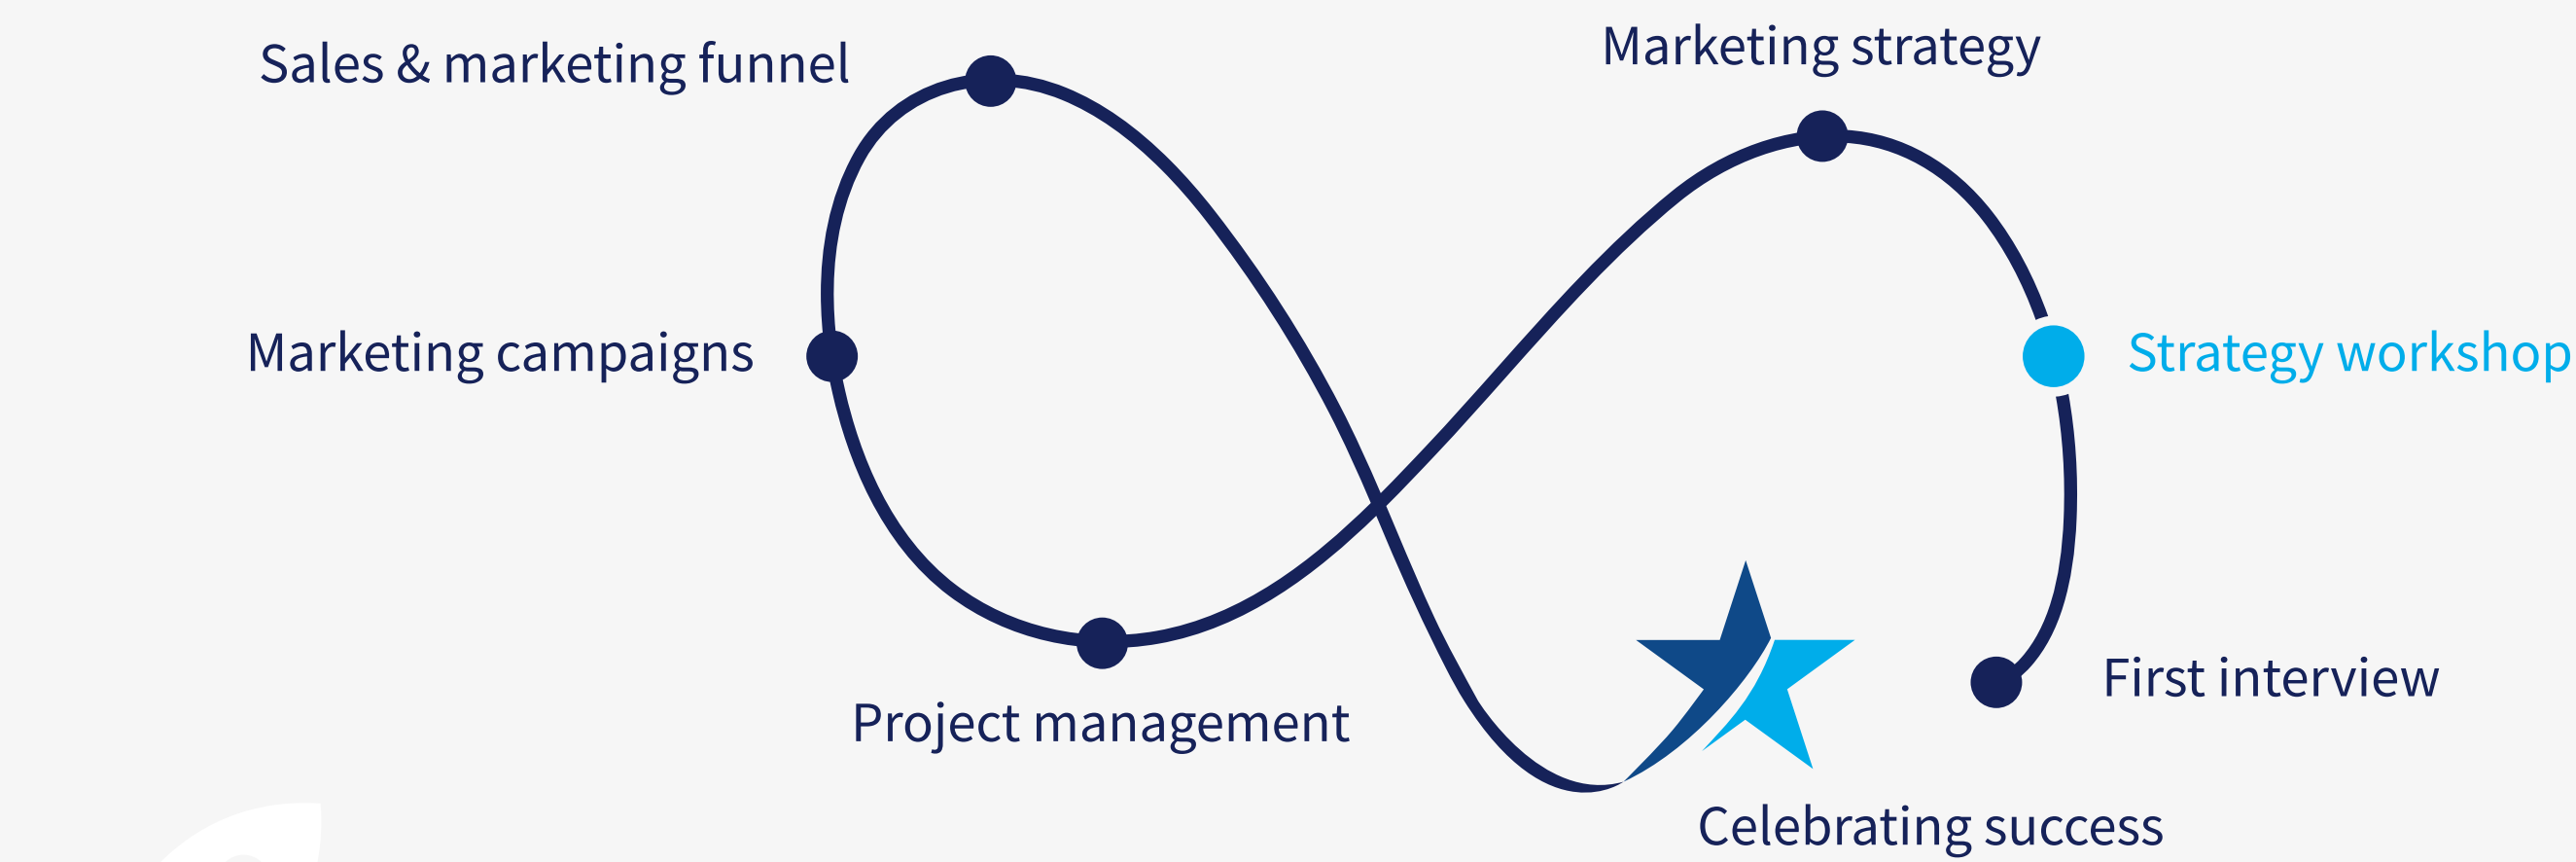 Marketing strategy
Sales & marketing funnel
Marketing campaigns
Strategy workshop
First interview
Project management
Celebrating success